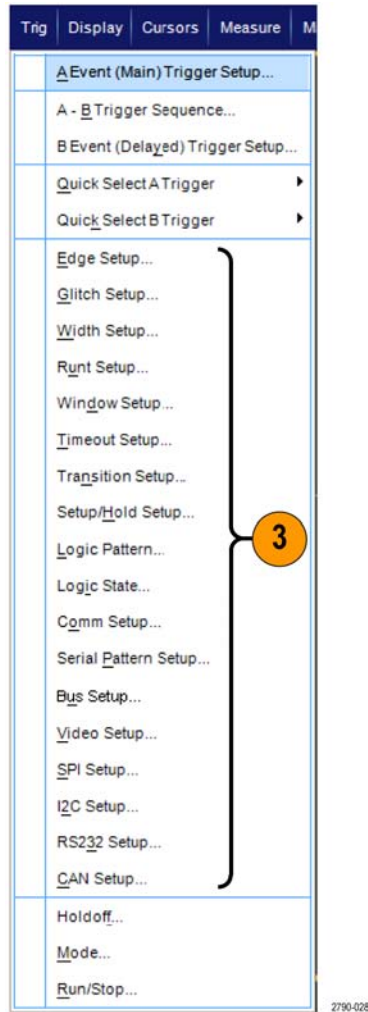 Trig Display Cursors Measure M
A Event (Main) Trigger Setup...
A - B Trigger Sequence...
B Event (Delayed) Trigger Setup...
Quick Select A Trigger
Quick Select B Trigger
Edge Setup...
Glitch Setup...
Width Setup...
Runt Setup...
Window Setup...
Timeout Setup...
Transition Setup...
Setup/Hold Setup...
3
Logic Pattern...
Logic State...
Comm Setup...
Serial Pattern Setup...
Bus Setup...
Video Setup...
SPI Setup...
I2C Setup...
RS232 Setup...
CAN Setup...
Holdoff...
Mode...
Run/Stop...
2790-028